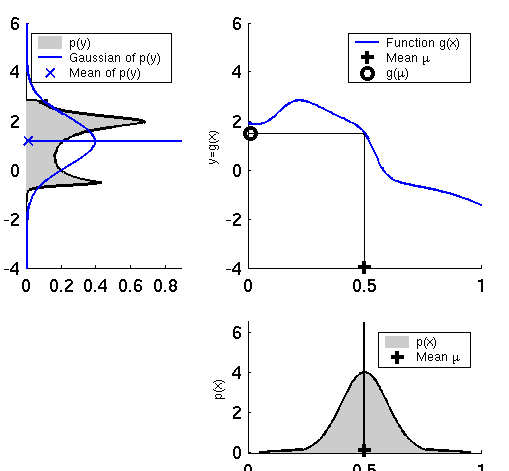 6
4
2
0
-2
-4
0 0.2 0.4 0.6 0.8
p(y)
Gaussian of p(y)
Mean of p(y)
6
4
2
0
-2
-4
0 0.5 1
y=g(x)
Function g(x)
Mean μ
g(μ)
6
4
2
0
0 0.5 1
p(x)
p(x)
Mean μ